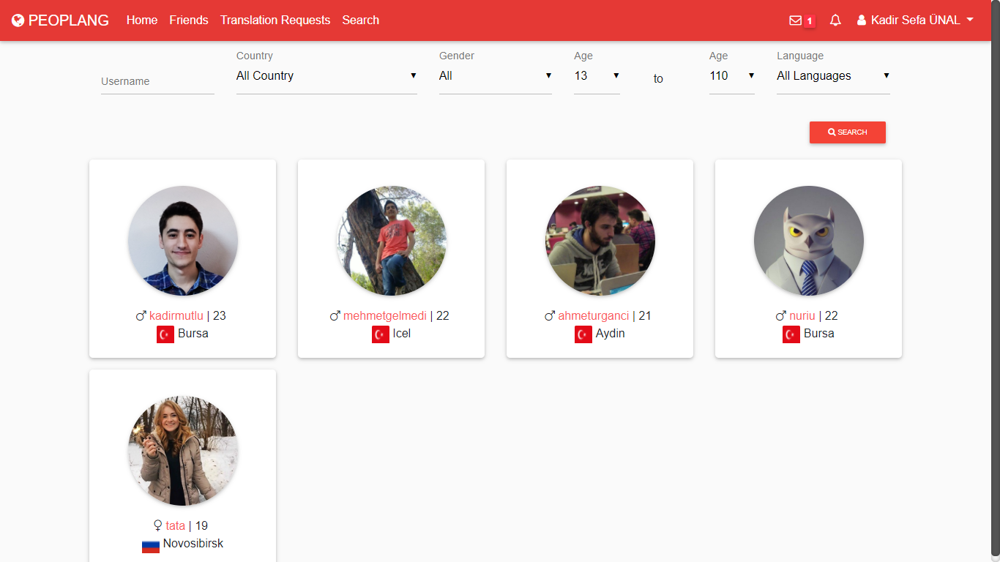 PEOPLANG Home Friends Translation Requests Search 1 Kadir Sefa ÜNAL
Country Gender Age Age Language
Username All Country All 13 to 110 All Languages
SEARCH
kadirmutlu | 23
Bursa
mehmetgelmedi | 22
Icel
ahmeturganci | 21
Aydin
nuriu | 22
Bursa
tata | 19
Novosibirsk